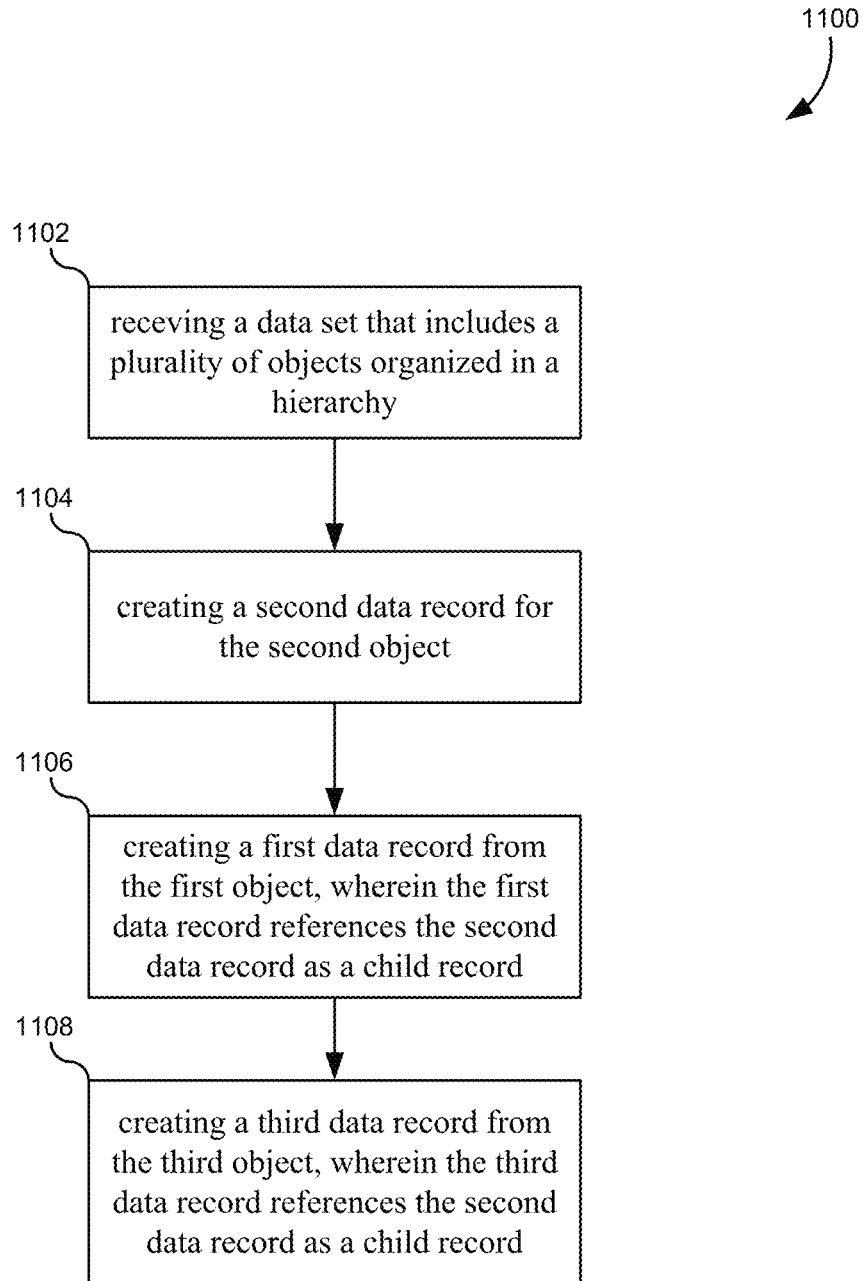 1100
1102
receving a data set that includes a
plurality of objects organized in a
hierarchy
1104
creating a second data record for
the second object
1106
creating a first data record from
the first object, wherein the first
data record references the second
data record as a child record
1108
creating a third data record from
the third object, wherein the third
data record references the second
data record as a child record